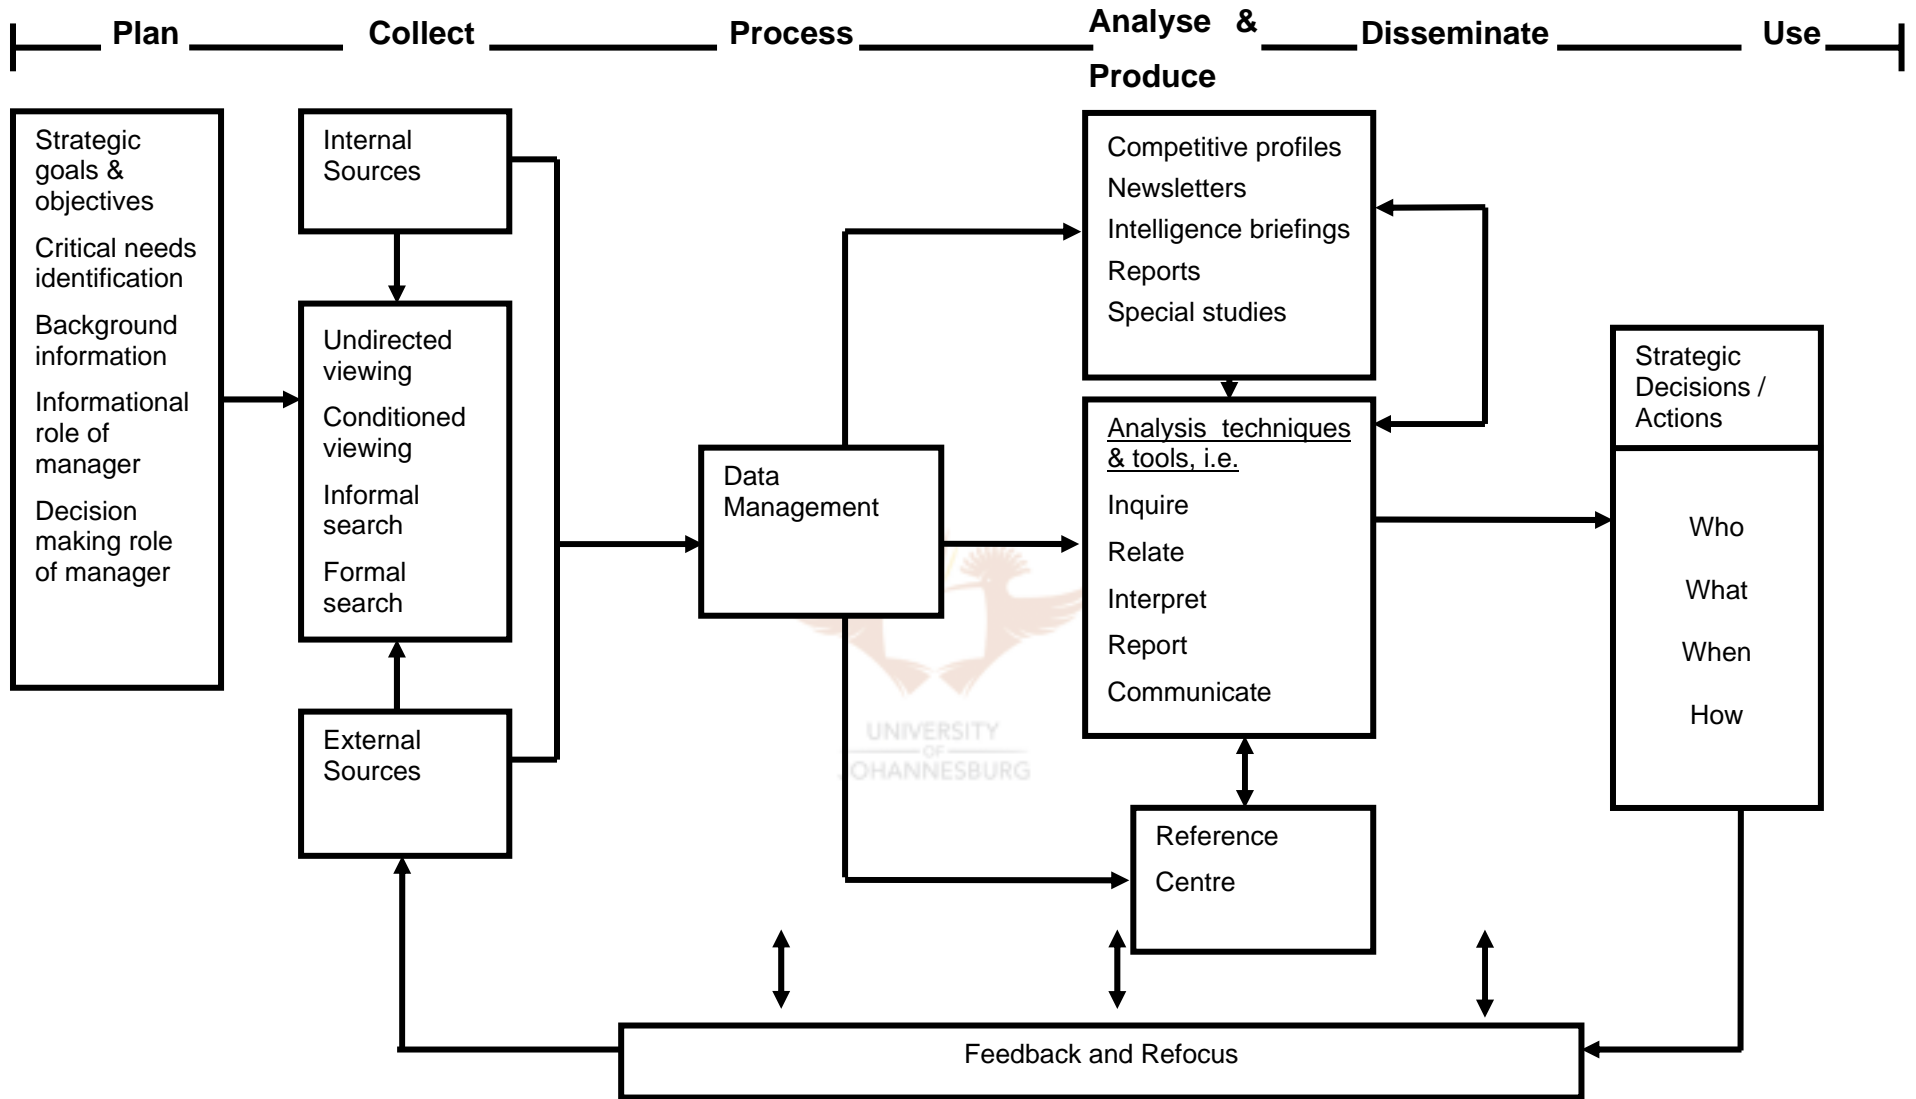 Plan
Collect
Process
Analyse &
Produce
Disseminate
Use
Strategic
goals &
objectives
Critical needs
identification
Background
information
Informational
role of
manager
Decision
making role
of manager
Internal
Sources
Undirected
viewing
Conditioned
viewing
Informal
search
Formal
search
External
Sources
Data
Management
Competitive profiles
Newsletters
Intelligence briefings
Reports
Special studies
Analysis techniques
& tools, i.e.
Inquire
Relate
Interpret
Report
Communicate
Reference
Centre
Strategic
Decisions /
Actions
Who
What
When
How
UNIVERSITY
OF
JOHANNESBURG
Feedback and Refocus